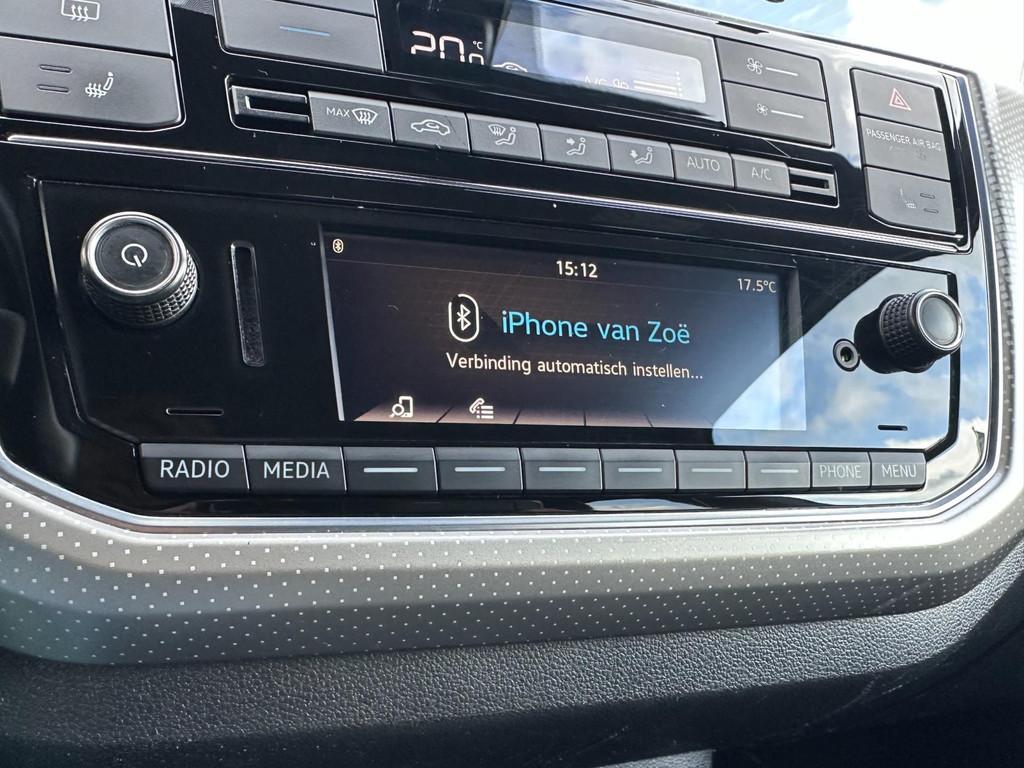 20.0 °C
A/C
MAX
AUTO
A/C
PASSENGER AIR BAG
15:12
17.5°C
iPhone van Zoë
Verbinding automatisch instellen...
RADIO
MEDIA
PHONE
MENU